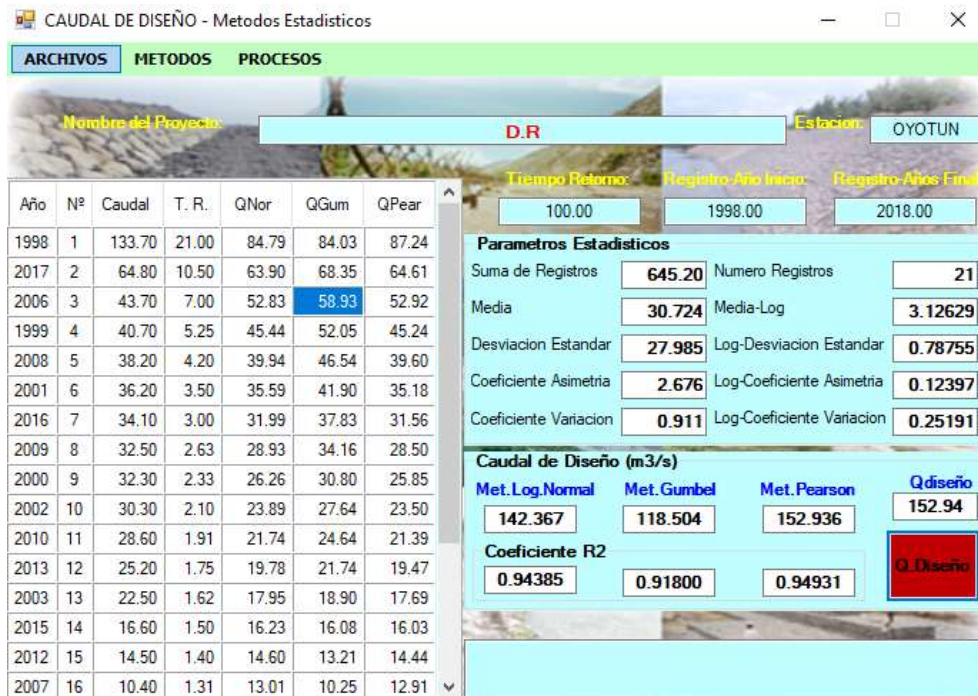 CAUDAL DE DISEÑO - Metodos Estadisticos
ARCHIVOS METODOS PROCESOS
Nombre del Proyecto: D.R Estacion: OYOTUN
Tiempo Retorno: Registro-Año Inicio: Registro-Años Final
100.00 1998.00 2018.00
Año Nº Caudal T. R. QNor QGum QPear
1998 1 133.70 21.00 84.79 84.03 87.24
2017 2 64.80 10.50 63.90 68.35 64.61
2006 3 43.70 7.00 52.83 58.93 52.92
1999 4 40.70 5.25 45.44 52.05 45.24
2008 5 38.20 4.20 39.94 46.54 39.60
2001 6 36.20 3.50 35.59 41.90 35.18
2016 7 34.10 3.00 31.99 37.83 31.56
2009 8 32.50 2.63 28.93 34.16 28.50
2000 9 32.30 2.33 26.26 30.80 25.85
2002 10 30.30 2.10 23.89 27.64 23.50
2010 11 28.60 1.91 21.74 24.64 21.39
2013 12 25.20 1.75 19.78 21.74 19.47
2003 13 22.50 1.62 17.95 18.90 17.69
2015 14 16.60 1.50 16.23 16.08 16.03
2012 15 14.50 1.40 14.60 13.21 14.44
2007 16 10.40 1.31 13.01 10.25 12.91
Parametros Estadisticos
Suma de Registros 645.20 Numero Registros 21
Media 30.724 Media-Log 3.12629
Desviacion Estandar 27.985 Log-Desviacion Estandar 0.78755
Coeficiente Asimetria 2.676 Log-Coeficiente Asimetria 0.12397
Coeficiente Variacion 0.911 Log-Coeficiente Variacion 0.25191
Caudal de Diseño (m3/s)
Met.Log.Normal Met.Gumbel Met.Pearson Qdiseño
142.367 118.504 152.936 152.94
Coeficiente R2
0.94385 0.91800 0.94931
Q_Diseño